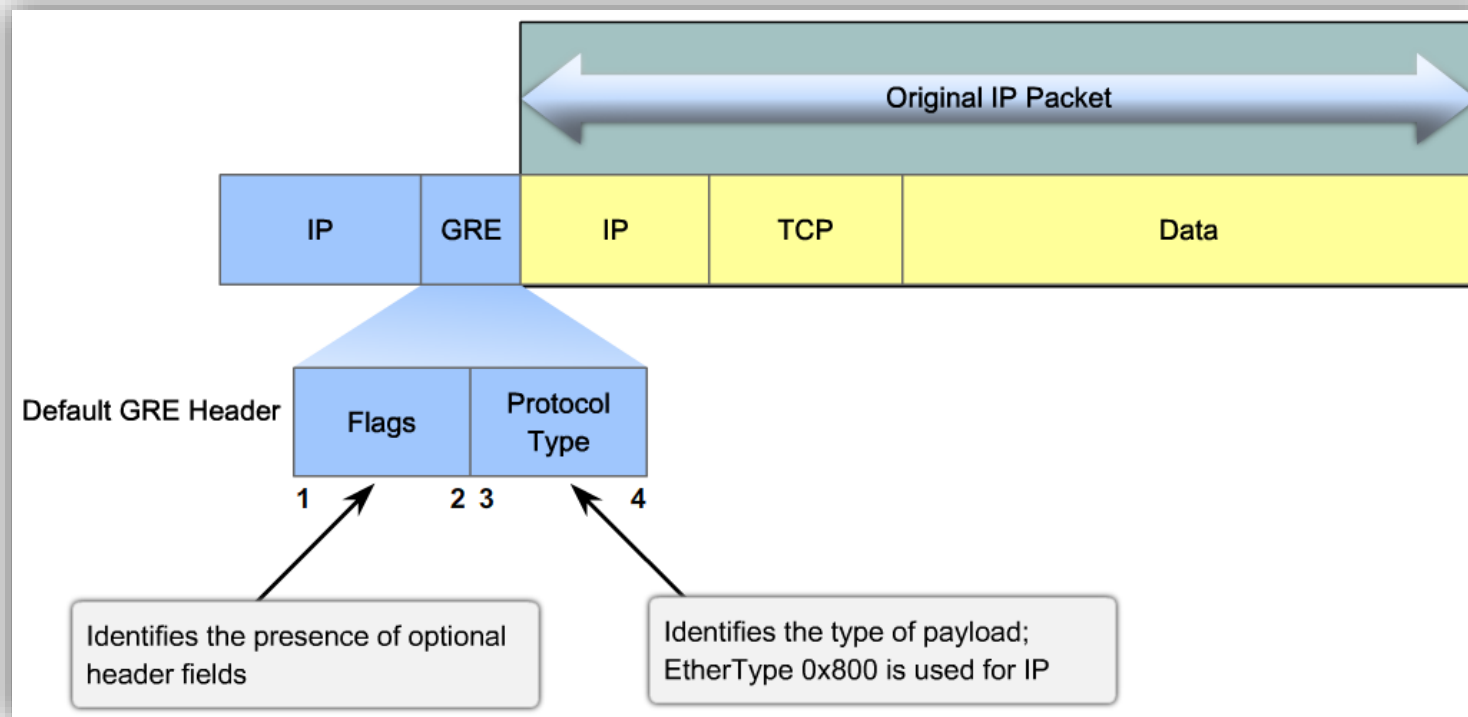 Original IP Packet
IP GRE IP TCP Data
Default GRE Header
Flags
Protocol
Type
1 2 3 4
Identifies the presence of optional
header fields
Identifies the type of payload;
EtherType 0x800 is used for IP